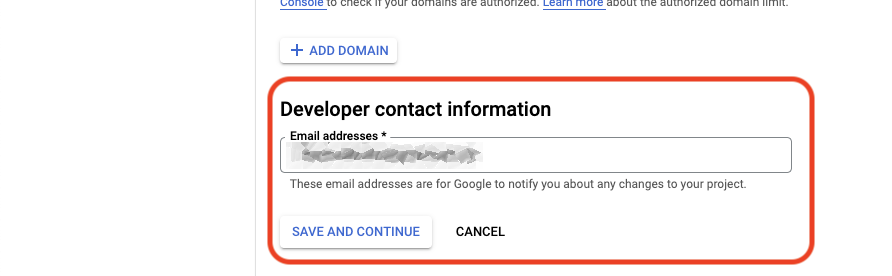 Console to check if your domains are authorized. Learn more about the authorized domain limit.
+ ADD DOMAIN
Developer contact information
Email addresses *
These email addresses are for Google to notify you about any changes to your project.
SAVE AND CONTINUE
CANCEL